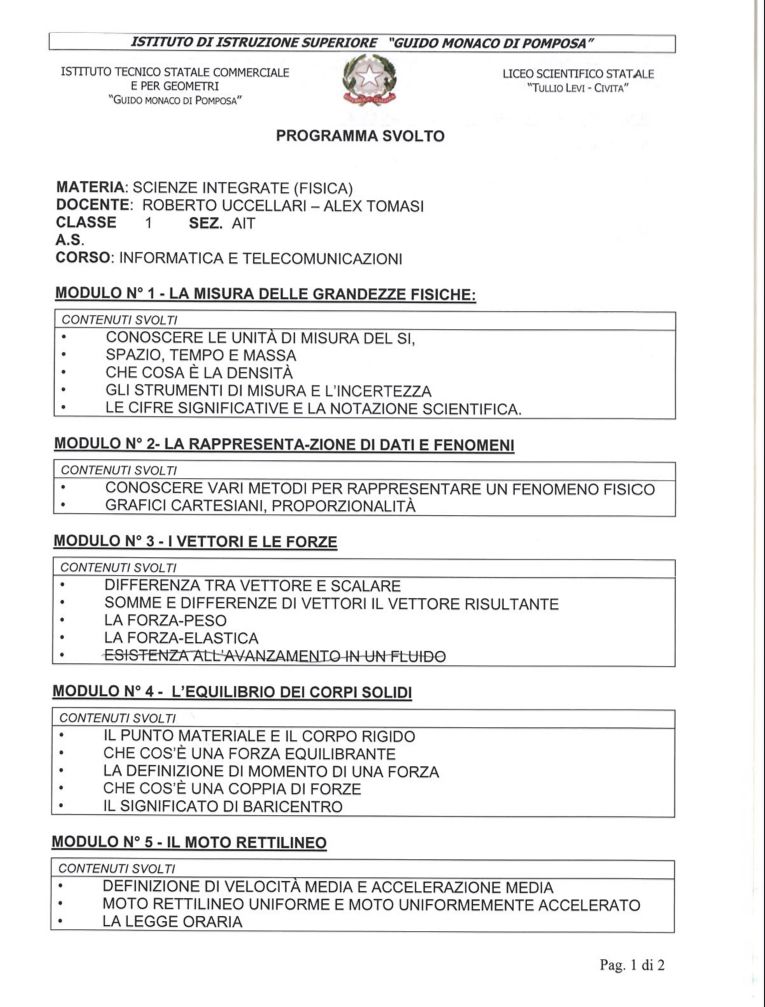 ISTITUTO DI ISTRUZIONE SUPERIORE "GUIDO MONACO DI POMPOSA"
ISTITUTO TECNICO STATALE COMMERCIALE
E PER GEOMETRI
"GUIDO MONACO DI POMPOSA"
LICEO SCIENTIFICO STATALE
"TULLIO LEVI - CIVITA"
PROGRAMMA SVOLTO
MATERIA: SCIENZE INTEGRATE (FISICA)
DOCENTE: ROBERTO UCCELLARI – ALEX TOMASI
CLASSE 1 SEZ. AIT
A.S.
CORSO: INFORMATICA E TELECOMUNICAZIONI
MODULO N° 1 - LA MISURA DELLE GRANDEZZE FISICHE:
CONTENUTI SVOLTI
• CONOSCERE LE UNITÀ DI MISURA DEL SI,
• SPAZIO, TEMPO E MASSA
• CHE COSA È LA DENSITÀ
• GLI STRUMENTI DI MISURA E L'INCERTEZZA
• LE CIFRE SIGNIFICATIVE E LA NOTAZIONE SCIENTIFICA.
MODULO N° 2- LA RAPPRESENTA-ZIONE DI DATI E FENOMENI
CONTENUTI SVOLTI
• CONOSCERE VARI METODI PER RAPPRESENTARE UN FENOMENO FISICO
• GRAFICI CARTESIANI, PROPORZIONALITÀ
MODULO N° 3 - I VETTORI E LE FORZE
CONTENUTI SVOLTI
• DIFFERENZA TRA VETTORE E SCALARE
• SOMME E DIFFERENZE DI VETTORI IL VETTORE RISULTANTE
• LA FORZA-PESO
• LA FORZA-ELASTICA
• ESISTENZA ALL'AVANZAMENTO IN UN FLUIDO
MODULO N° 4 - L'EQUILIBRIO DEI CORPI SOLIDI
CONTENUTI SVOLTI
• IL PUNTO MATERIALE E IL CORPO RIGIDO
• CHE COS'È UNA FORZA EQUILIBRANTE
• LA DEFINIZIONE DI MOMENTO DI UNA FORZA
• CHE COS'È UNA COPPIA DI FORZE
• IL SIGNIFICATO DI BARICENTRO
MODULO N° 5 - IL MOTO RETTILINEO
CONTENUTI SVOLTI
• DEFINIZIONE DI VELOCITÀ MEDIA E ACCELERAZIONE MEDIA
• MOTO RETTILINEO UNIFORME E MOTO UNIFORMEMENTE ACCELERATO
• LA LEGGE ORARIA
Pag. 1 di 2